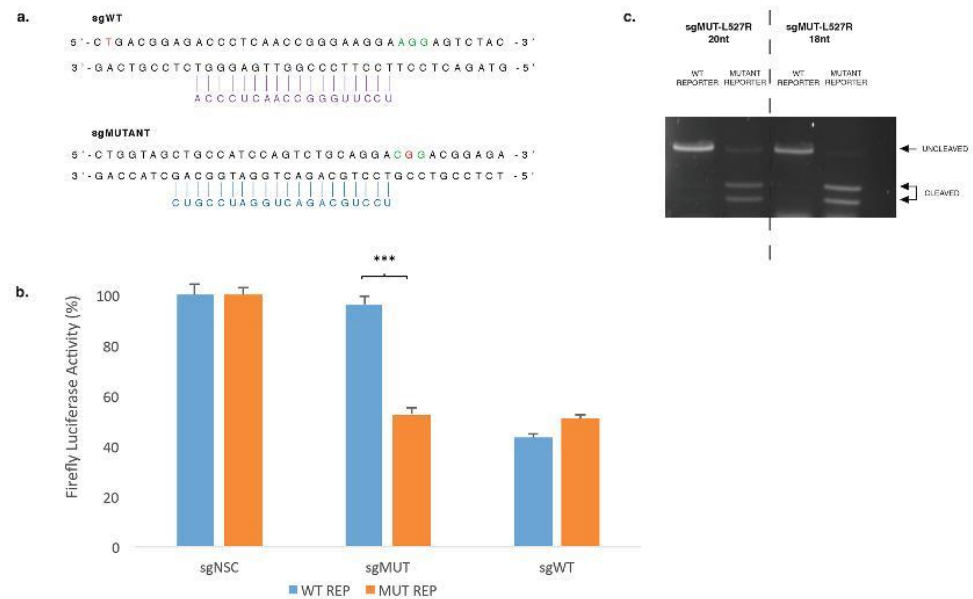 a.
sgWT
5'-CTGACGGAGACCCTCAACCGGGAAGGAAGGAGTCTAC-3'
3'-GACTGCCTCTGGGAGTTGGCCCTTCCTTCCTCAGATG-5'
ACCCUCAACCGGGUUCCU
sgMUTANT
5'-CTGGTAGCTGCCATCCAGTCTGCAGGACGGACGGAGA-3'
3'-GACCATCGACGGTAGGTCAGACGTCCTGCCTGCCTCT-5'
CUGCCUAGGUCAGACGUCCU
c.
sgMUT-L527R 20nt
sgMUT-L527R 18nt
WT REPORTER
MUTANT REPORTER
WT REPORTER
MUTANT REPORTER
UNCLEAVED
CLEAVED
b.
Firefly Luciferase Activity (%)
100
80
60
40
20
0
***
sgNSC
sgMUT
sgWT
WT REP
MUT REP